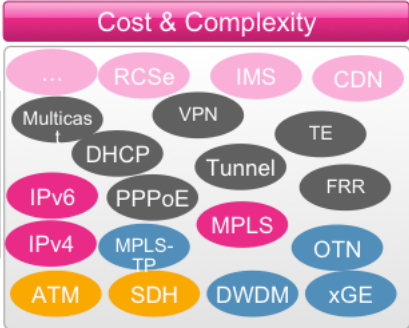 Cost & Complexity
...
RCSe
IMS
CDN
Multicas
t
VPN
TE
DHCP
Tunnel
FRR
IPv6
PPPoE
MPLS
IPv4
MPLS-
TP
OTN
ATM
SDH
DWDM
xGE